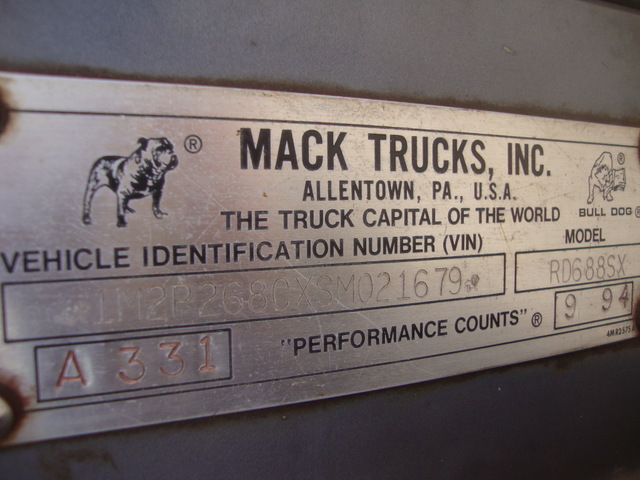 MACK TRUCKS, INC.
ALLENTOWN, PA., U.S.A.
THE TRUCK CAPITAL OF THE WORLD
BULL DOG®
VEHICLE IDENTIFICATION NUMBER (VIN)
MODEL
1M2P268CXSM021679
RD688SX
A 331
"PERFORMANCE COUNTS"®
9 94